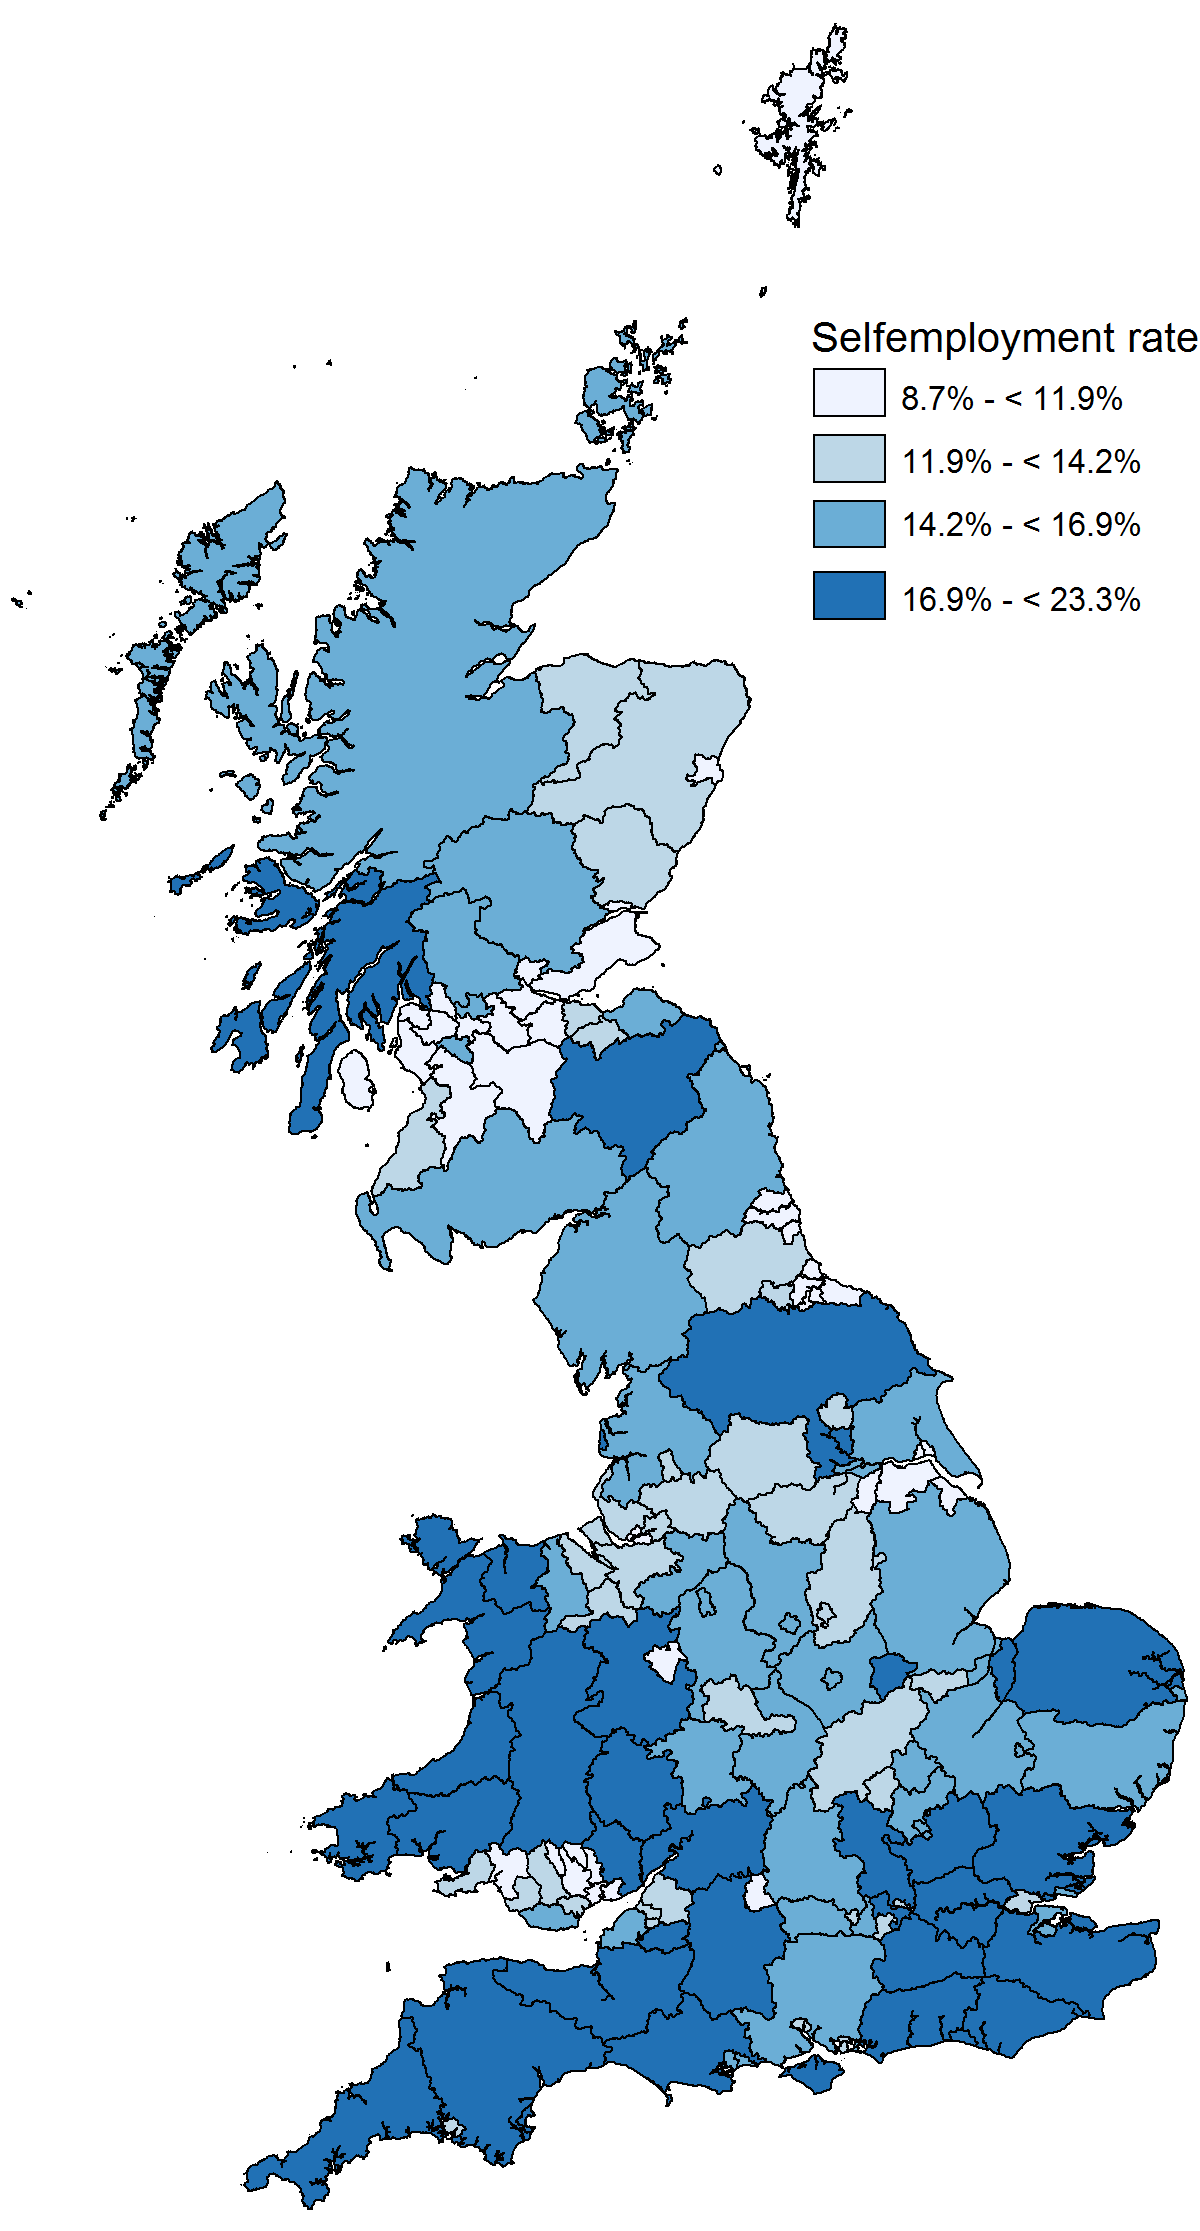 Selfemployment rate
8.7% - < 11.9%
11.9% - < 14.2%
14.2% - < 16.9%
16.9% - < 23.3%